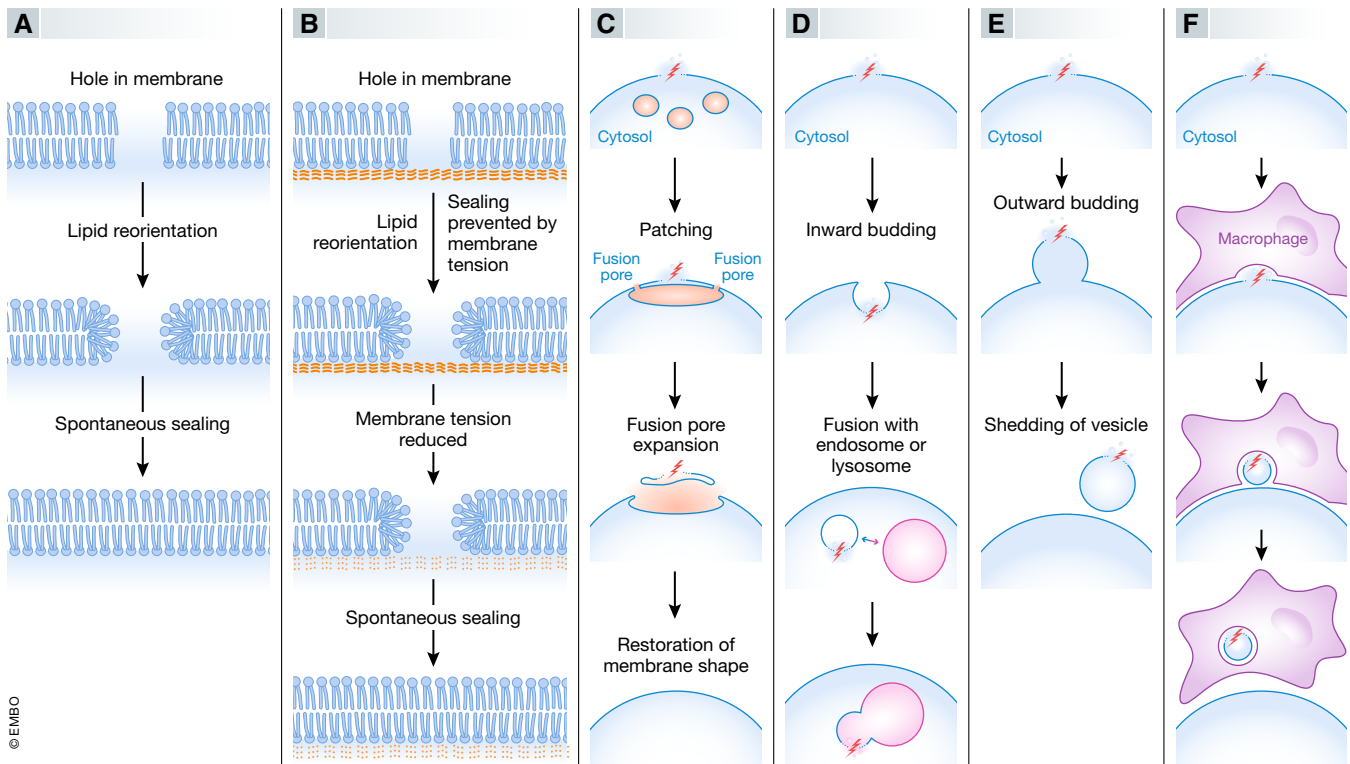 A
Hole in membrane
Lipid reorientation
Spontaneous sealing
B
Hole in membrane
Lipid
reorientation
Sealing
prevented by
membrane
tension
Membrane tension
reduced
Spontaneous sealing
C
Cytosol
Patching
Fusion
pore
Fusion
pore
Fusion pore
expansion
Restoration of
membrane shape
D
Cytosol
Inward budding
Fusion with
endosome or
lysosome
E
Cytosol
Outward budding
Shedding of vesicle
F
Cytosol
Macrophage
© EMBO